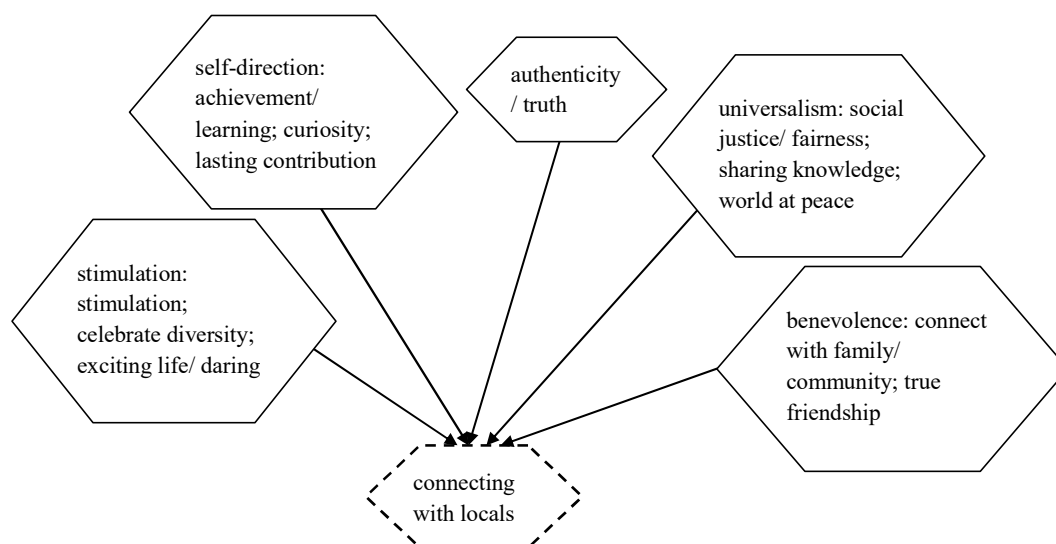 self-direction:
achievement/
learning; curiosity;
lasting contribution
authenticity
/ truth
universalism: social
justice/ fairness;
sharing knowledge;
world at peace
stimulation:
stimulation;
celebrate diversity;
exciting life/ daring
benevolence: connect
with family/
community; true
friendship
connecting
with locals